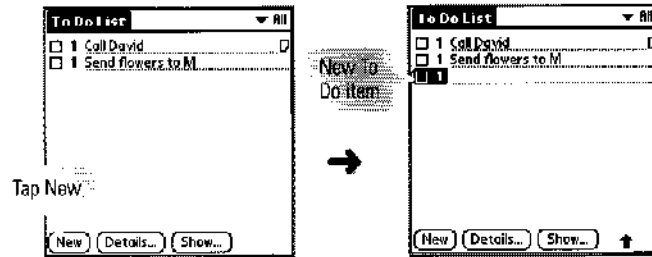 To Do List
All
1 Call David
1 Send flowers to M
Tap New
New
Details...
Show...
New To
Do item
To Do List
All
1 Call David
1 Send flowers to M
1
New
Details...
Show...